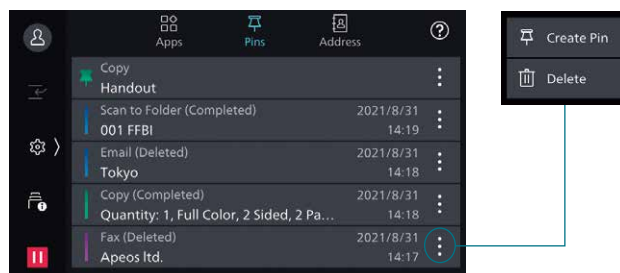 Apps
Pins
Address
?
Copy
Handout
Scan to Folder (Completed) 2021/8/31
001 FFBI 14:19
Email (Deleted) 2021/8/31
Tokyo 14:18
Copy (Completed) 2021/8/31
Quantity: 1, Full Color, 2 Sided, 2 Pa... 14:18
Fax (Deleted) 2021/8/31
Apeos ltd. 14:17
Create Pin
Delete